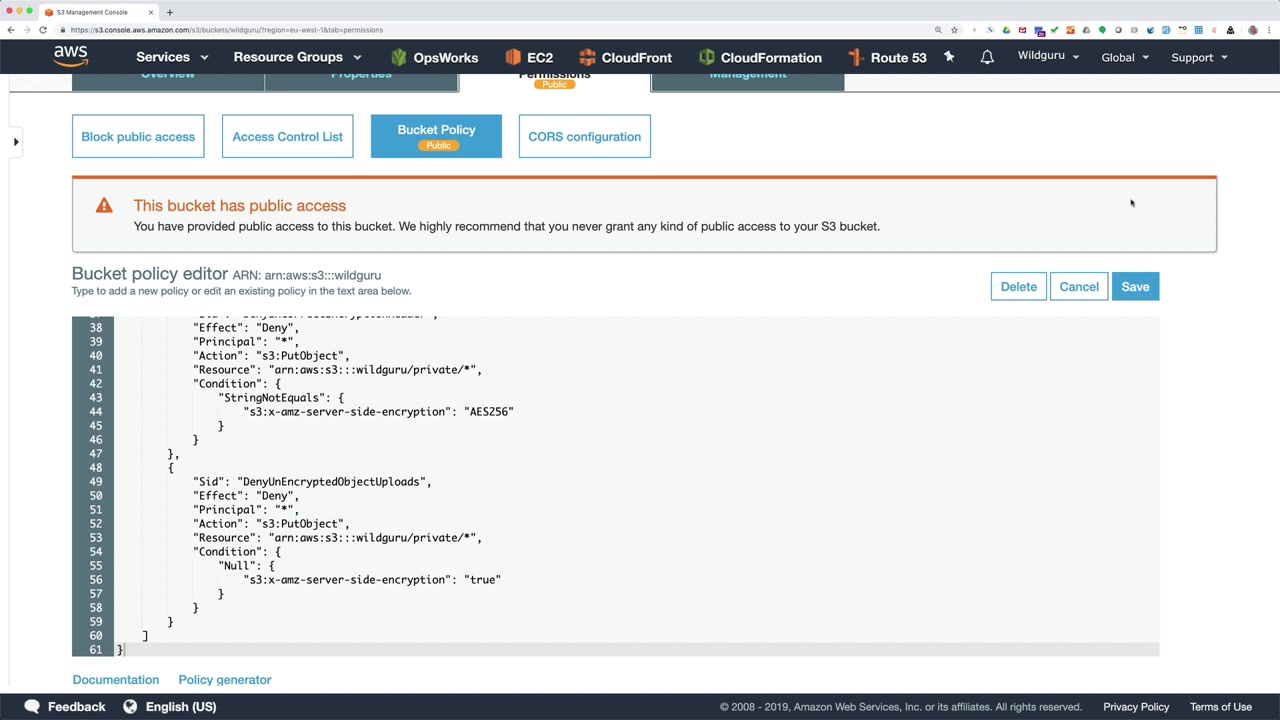 S3 Management Console
https://s3.console.aws.amazon.com/s3/buckets/wildguru/?region=eu-west-1&tab=permissions
aws Services Resource Groups OpsWorks EC2 CloudFront CloudFormation Route 53 Wildguru Global Support
Overview Properties Permissions Management
Public
Block public access Access Control List Bucket Policy CORS configuration
Public
This bucket has public access
You have provided public access to this bucket. We highly recommend that you never grant any kind of public access to your S3 bucket.
Bucket policy editor ARN: arn:aws:s3:::wildguru
Type to add a new policy or edit an existing policy in the text area below.
Delete Cancel Save
38 "Effect": "Deny",
39 "Principal": "*",
40 "Action": "s3:PutObject",
41 "Resource": "arn:aws:s3:::wildguru/private/*",
42 "Condition": {
43 "StringNotEquals": {
44 "s3:x-amz-server-side-encryption": "AES256"
45 }
46 }
47 },
48 {
49 "Sid": "DenyUnEncryptedObjectUploads",
50 "Effect": "Deny",
51 "Principal": "*",
52 "Action": "s3:PutObject",
53 "Resource": "arn:aws:s3:::wildguru/private/*",
54 "Condition": {
55 "Null": {
56 "s3:x-amz-server-side-encryption": "true"
57 }
58 }
59 }
60 ]
61 }
Documentation Policy generator
Feedback English (US) © 2008 - 2019, Amazon Web Services, Inc. or its affiliates. All rights reserved. Privacy Policy Terms of Use